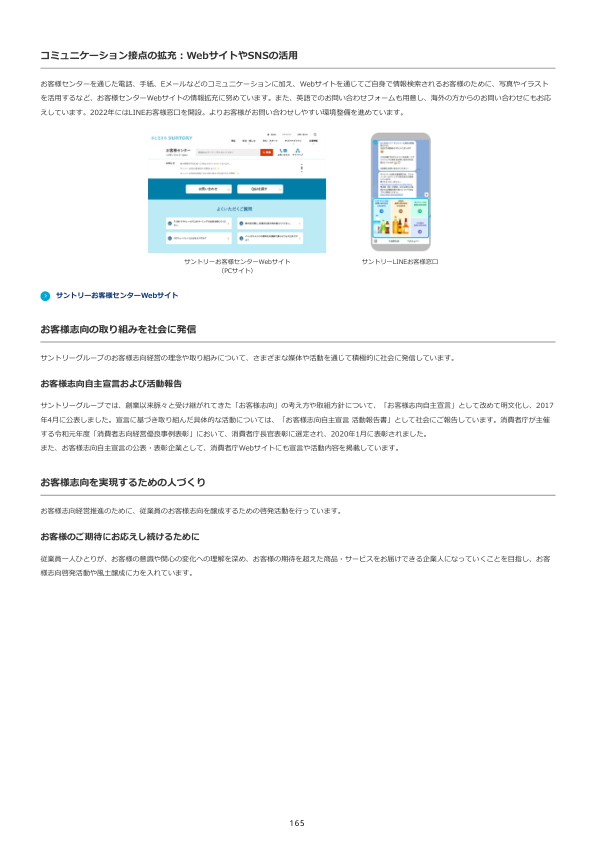 コミュニケーション接点の拡充：WebサイトやSNSの活用
お客様センターを通じた電話、手紙、Eメールなどのコミュニケーションに加え、Webサイトを通じてご自身で情報検索されるお客様のために、写真やイラスト
を活用するなど、お客様センターWebサイトの情報拡充に努めています。また、英語でのお問い合わせフォームも用意し、海外の方からのお問い合わせにもお応
えしています。2022年にはLINEお客様窓口を開設。よりお客様がお問い合わせしやすい環境整備を進めています。
SUNTORY
お客様センター
お問い合わせ
Q&Aを探す
よくいただくご質問
サントリーお客様センターWebサイト
（PCサイト）
サントリーLINEお客様窓口
サントリーお客様センターWebサイト
お客様志向の取り組みを社会に発信
サントリーグループのお客様志向経営の理念や取り組みについて、さまざまな媒体や活動を通じて積極的に社会に発信しています。
お客様志向自主宣言および活動報告
サントリーグループでは、創業以来脈々と受け継がれてきた「お客様志向」の考え方や取組方針について、「お客様志向自主宣言」として改めて明文化し、2017
年4月に公表しました。宣言に基づき取り組んだ具体的な活動については、「お客様志向自主宣言 活動報告書」として社会にご報告しています。消費者庁が主催
する令和元年度「消費者志向経営優良事例表彰」において、消費者庁長官表彰に選定され、2020年1月に表彰されました。
また、お客様志向自主宣言の公表・表彰企業として、消費者庁Webサイトにも宣言や活動内容を掲載しています。
お客様志向を実現するための人づくり
お客様志向経営推進のために、従業員のお客様志向を醸成するための啓発活動を行っています。
お客様のご期待にお応えし続けるために
従業員一人ひとりが、お客様の意識や関心の変化への理解を深め、お客様の期待を超えた商品・サービスをお届けできる企業人になっていくことを目指し、お客
様志向啓発活動や風土醸成に力を入れています。
165